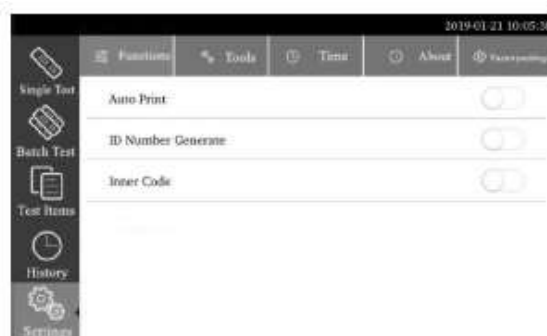 2019-01-21 10:05:30
Functions Tools Time About
Single Test
Auto Print
ID Number Generate
Batch Test
Inner Code
Test Items
History
Settings